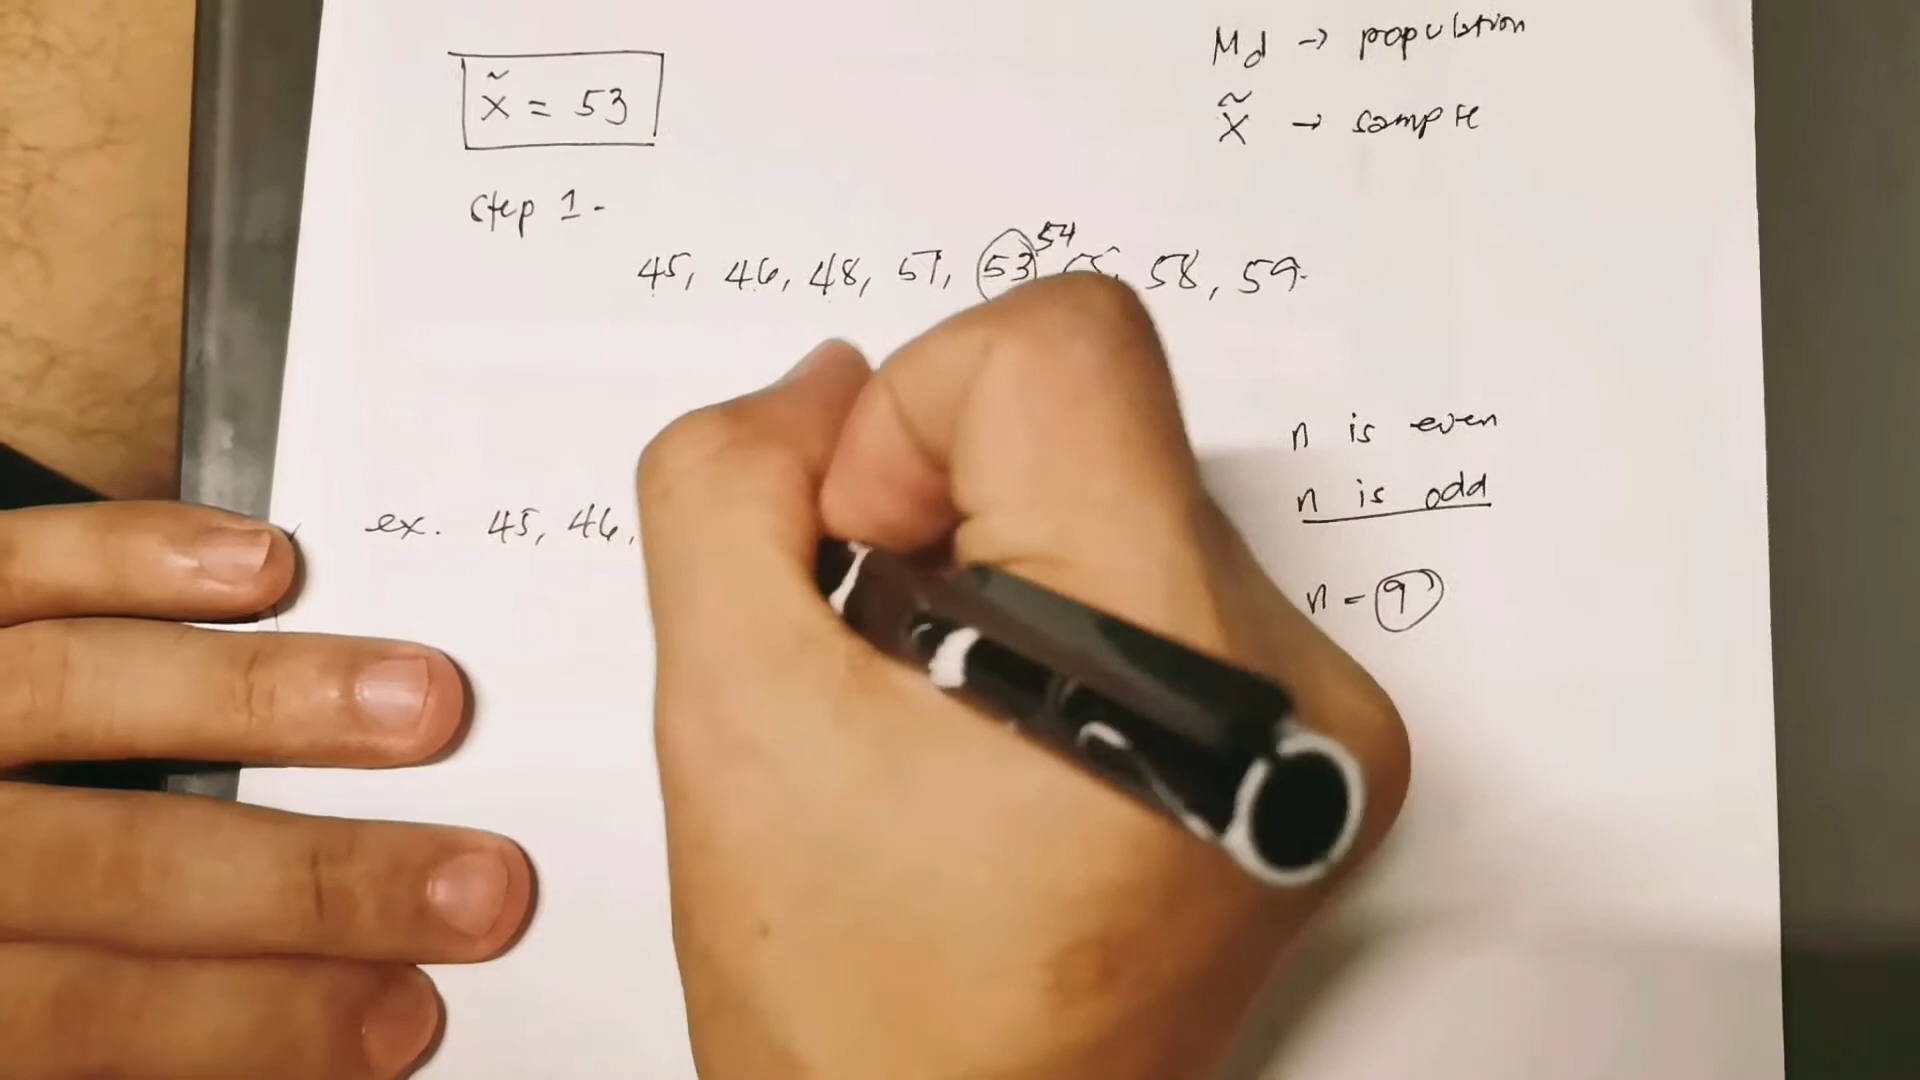 x̃ = 53
Md → population
x̃ → sample
step 1 -
45, 46, 48, 51, 53 54 55, 58, 59.
n is even
n is odd
ex. 45, 46,
n = 9